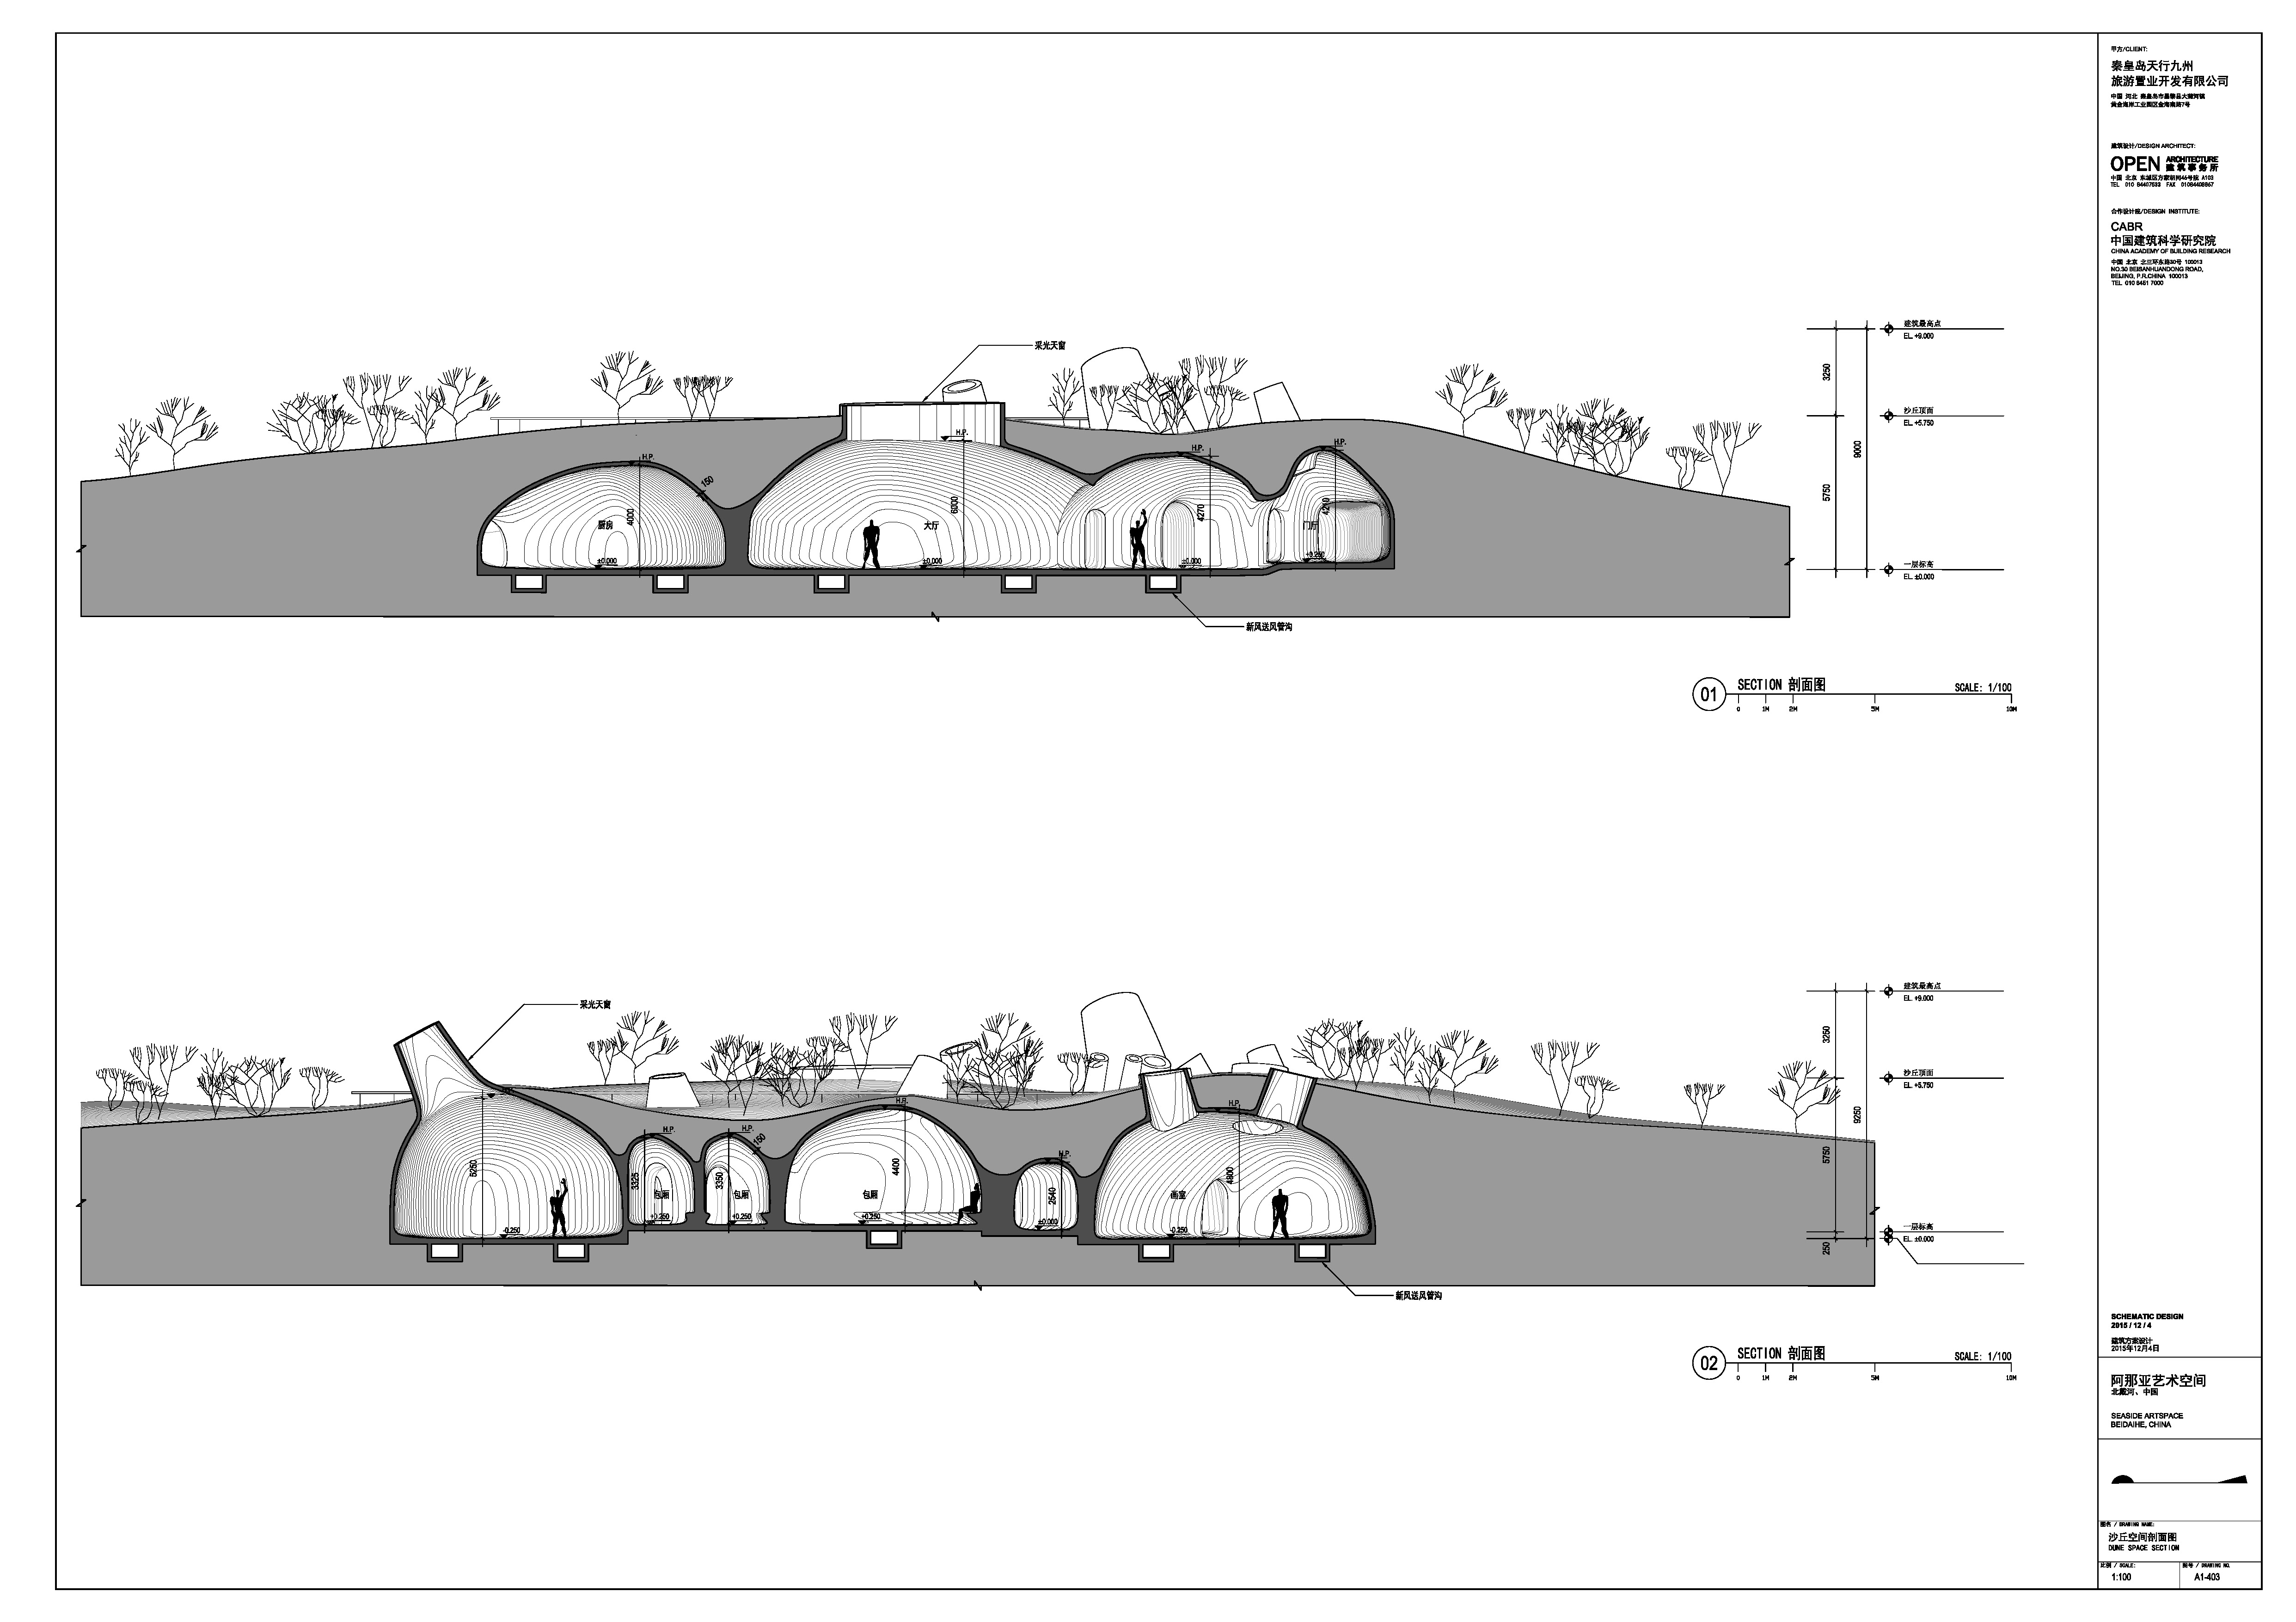 甲方/CLIENT:
秦皇岛天行九州
旅游置业开发有限公司
中国 河北 秦皇岛市昌黎县大蒲河镇
黄金海岸工业园区金海南路7号
建筑设计/DESIGN ARCHITECT:
OPEN ARCHITECTURE
建筑事务所
中国 北京 东城区方家胡同46号院 A103
TEL 010 84407533 FAX
合作设计院/DESIGN INSTITUTE:
CABR
中国建筑科学研究院
CHINA ACADEMY OF BUILDING RESEARCH
中国 北京 北三环东路30号 100013
NO.30 BEISANHUANDONG ROAD,
BEIJING, P.R.CHINA 100013
TEL 010 8451 7000
采光天窗
建筑最高点
EL. +9.000
3250
沙丘顶面
EL. +5.750
9000
5750
一层标高
EL. ±0.000
H.P.
H.P.
H.P.
H.P.
150
4000
6000
4270
4210
厨房
大厅
门厅
±0.000
±0.000
±0.000
+0.250
新风送风管沟
01
SECTION 剖面图
SCALE: 1/100
0 1M 2M 5M 10M
采光天窗
建筑最高点
EL. +9.000
3250
沙丘顶面
EL. +5.750
9250
5750
一层标高
EL. ±0.000
250
H.P.
H.P.
H.P.
H.P.
H.P.
150
5250
3325
3350
4400
2540
4800
包厢
包厢
包厢
画室
-0.250
+0.250
+0.250
+0.250
±0.000
-0.250
新风送风管沟
02
SECTION 剖面图
SCALE: 1/100
0 1M 2M 5M 10M
SCHEMATIC DESIGN
2015 / 12 / 4
建筑方案设计
2015年12月4日
阿那亚艺术空间
北戴河、中国
SEASIDE ARTSPACE
BEIDAIHE, CHINA
图名 / DRAWING NAME:
沙丘空间剖面图
DUNE SPACE SECTION
比例 / SCALE:
1:100
图号 / DRAWING NO.
A1-403